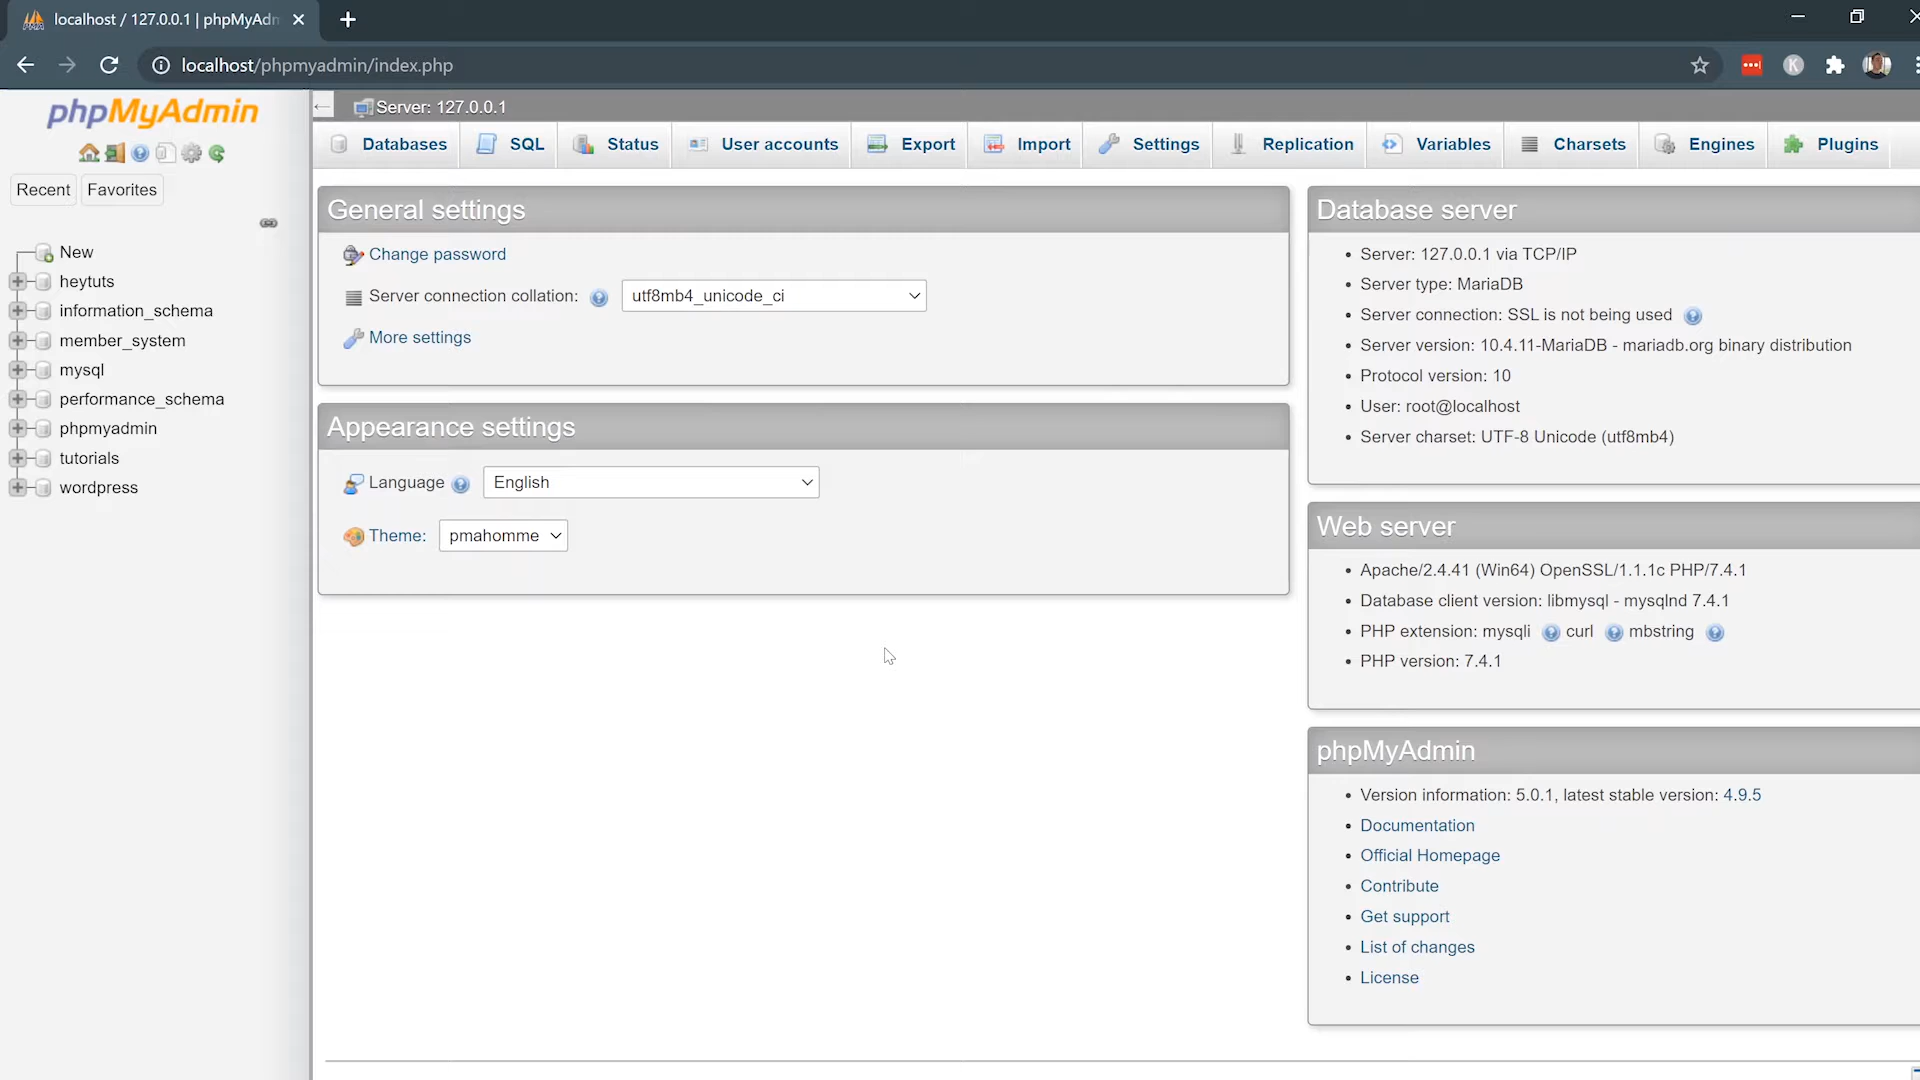 localhost / 127.0.0.1 | phpMyAdm
localhost/phpmyadmin/index.php
K
phpMyAdmin
Recent Favorites
New
heytuts
information_schema
member_system
mysql
performance_schema
phpmyadmin
tutorials
wordpress
Server: 127.0.0.1
Databases SQL Status User accounts Export Import Settings Replication Variables Charsets Engines Plugins
General settings
Change password
Server connection collation: utf8mb4_unicode_ci
More settings
Appearance settings
Language English
Theme: pmahomme
Database server
• Server: 127.0.0.1 via TCP/IP
• Server type: MariaDB
• Server connection: SSL is not being used
• Server version: 10.4.11-MariaDB - mariadb.org binary distribution
• Protocol version: 10
• User: root@localhost
• Server charset: UTF-8 Unicode (utf8mb4)
Web server
• Apache/2.4.41 (Win64) OpenSSL/1.1.1c PHP/7.4.1
• Database client version: libmysql - mysqlnd 7.4.1
• PHP extension: mysqli curl mbstring
• PHP version: 7.4.1
phpMyAdmin
• Version information: 5.0.1, latest stable version: 4.9.5
• Documentation
• Official Homepage
• Contribute
• Get support
• List of changes
• License